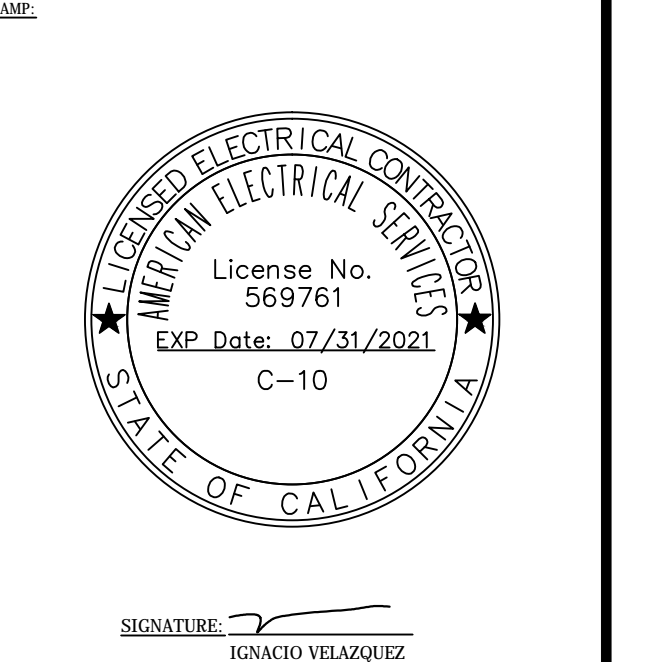 AMP:
LICENSED ELECTRICAL CONTRACTOR
AMERICAN ELECTRICAL SERVICES
License No.
569761
EXP Date: 07/31/2021
C-10
STATE OF CALIFORNIA
SIGNATURE:
IGNACIO VELAZQUEZ